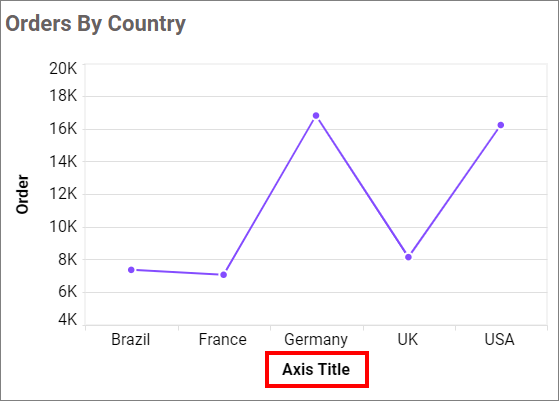 Orders By Country
20K
18K
16K
14K
12K
10K
8K
6K
4K
Order
Brazil France Germany UK USA
Axis Title